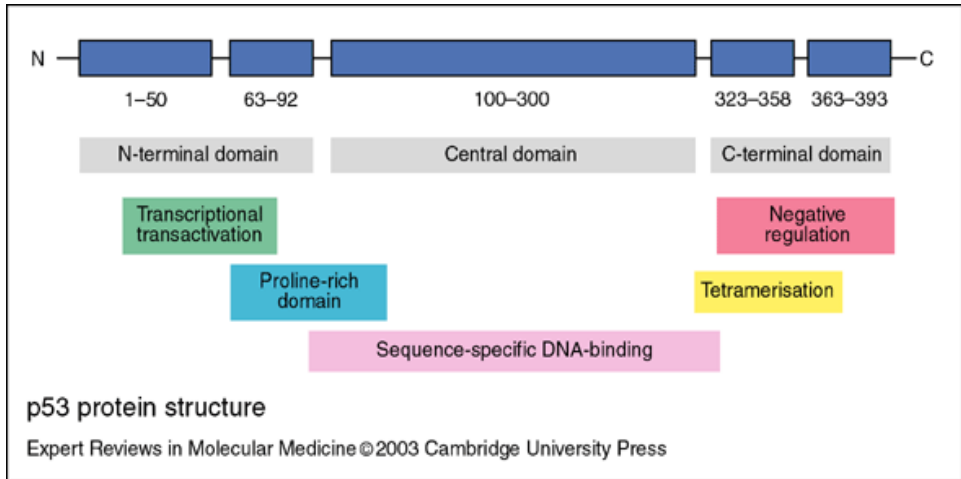 N C
1–50 63–92 100–300 323–358 363–393
N-terminal domain Central domain C-terminal domain
Transcriptional
transactivation
Negative
regulation
Proline-rich
domain
Tetramerisation
Sequence-specific DNA-binding
p53 protein structure
Expert Reviews in Molecular Medicine©2003 Cambridge University Press